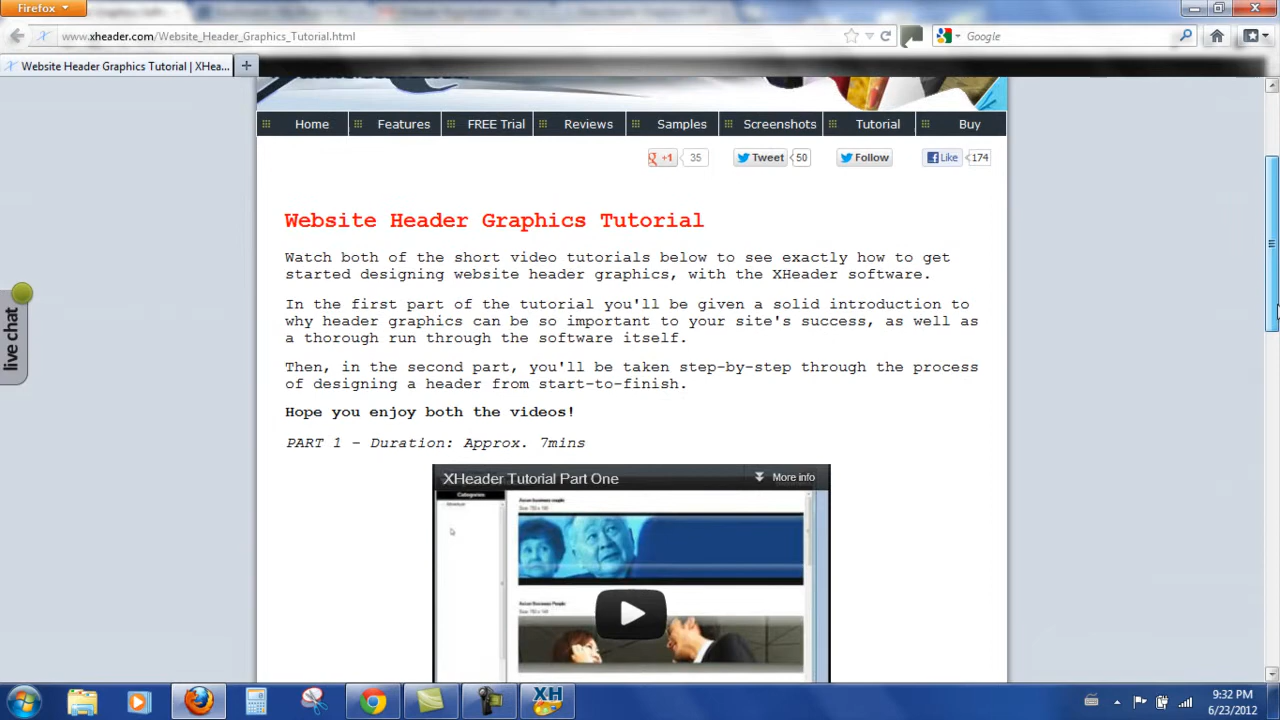 Firefox
www.xheader.com/Website_Header_Graphics_Tutorial.html
Google
Website Header Graphics Tutorial | XHea...
Home Features FREE Trial Reviews Samples Screenshots Tutorial Buy
+1 35 Tweet 50 Follow Like 174
Website Header Graphics Tutorial
Watch both of the short video tutorials below to see exactly how to get
started designing website header graphics, with the XHeader software.
live chat
In the first part of the tutorial you'll be given a solid introduction to
why header graphics can be so important to your site's success, as well as
a thorough run through the software itself.
Then, in the second part, you'll be taken step-by-step through the process
of designing a header from start-to-finish.
Hope you enjoy both the videos!
PART 1 - Duration: Approx. 7mins
XHeader Tutorial Part One More info
Categories
XH
9:32 PM
6/23/2012